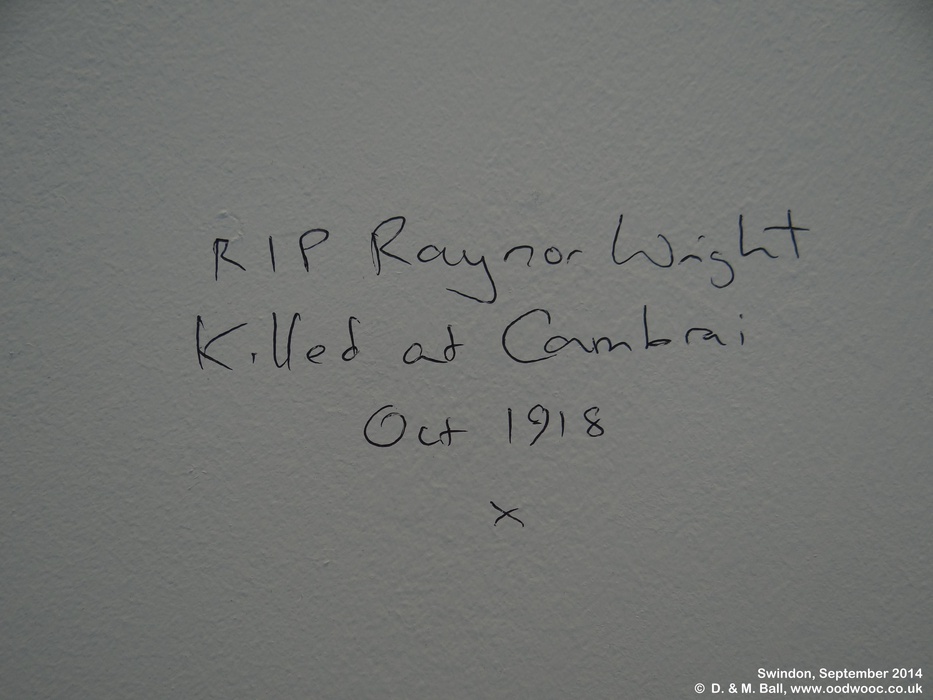 RIP Raynor Wright
Killed at Cambrai
Oct 1918
x
Swindon, September 2014
© D. & M. Ball, www.oodwooc.co.uk